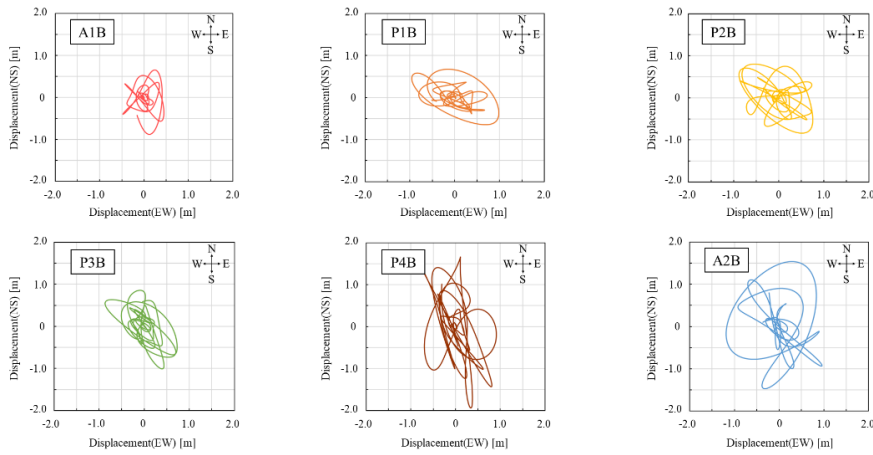 A1B
N
W E
S
Displacement(NS) [m]
2.0
1.0
0
-1.0
-2.0
-2.0 -1.0 0 1.0 2.0
Displacement(EW) [m]
P1B
N
W E
S
Displacement(NS) [m]
2.0
1.0
0
-1.0
-2.0
-2.0 -1.0 0 1.0 2.0
Displacement(EW) [m]
P2B
N
W E
S
Displacement(NS) [m]
2.0
1.0
0
-1.0
-2.0
-2.0 -1.0 0 1.0 2.0
Displacement(EW) [m]
P3B
N
W E
S
Displacement(NS) [m]
2.0
1.0
0
-1.0
-2.0
-2.0 -1.0 0 1.0 2.0
Displacement(EW) [m]
P4B
N
W E
S
Displacement(NS) [m]
2.0
1.0
0
-1.0
-2.0
-2.0 -1.0 0 1.0 2.0
Displacement(EW) [m]
A2B
N
W E
S
Displacement(NS) [m]
2.0
1.0
0
-1.0
-2.0
-2.0 -1.0 0 1.0 2.0
Displacement(EW) [m]